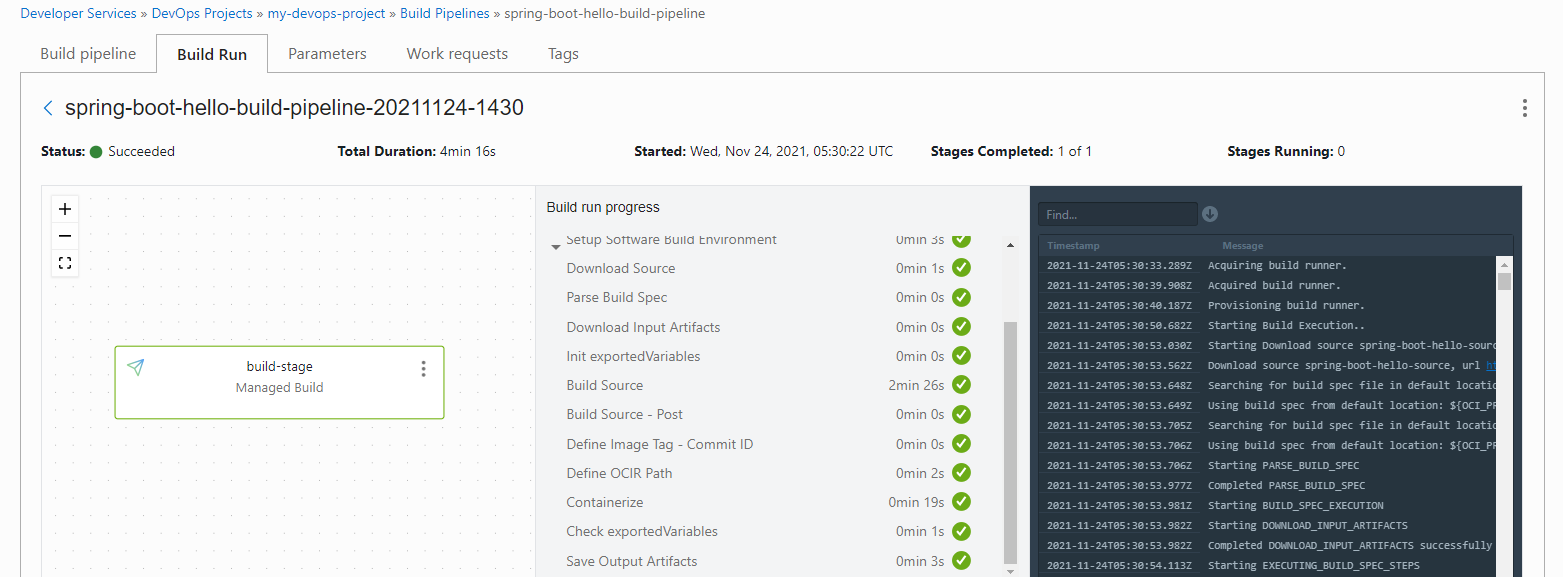 Developer Services » DevOps Projects » my-devops-project » Build Pipelines » spring-boot-hello-build-pipeline
Build pipeline Build Run Parameters Work requests Tags
spring-boot-hello-build-pipeline-20211124-1430
Status: Succeeded Total Duration: 4min 16s Started: Wed, Nov 24, 2021, 05:30:22 UTC Stages Completed: 1 of 1 Stages Running: 0
build-stage
Managed Build
Build run progress
Setup Software Build Environment 0min 3s
Download Source 0min 1s
Parse Build Spec 0min 0s
Download Input Artifacts 0min 0s
Init exportedVariables 0min 0s
Build Source 2min 26s
Build Source - Post 0min 0s
Define Image Tag - Commit ID 0min 0s
Define OCIR Path 0min 2s
Containerize 0min 19s
Check exportedVariables 0min 1s
Save Output Artifacts 0min 3s
Find...
Timestamp Message
2021-11-24T05:30:33.289Z Acquiring build runner.
2021-11-24T05:30:39.908Z Acquired build runner.
2021-11-24T05:30:40.187Z Provisioning build runner.
2021-11-24T05:30:50.682Z Starting Build Execution..
2021-11-24T05:30:53.030Z Starting Download source spring-boot-hello-sourc
2021-11-24T05:30:53.562Z Download source spring-boot-hello-source, url ht
2021-11-24T05:30:53.648Z Searching for build spec file in default locatio
2021-11-24T05:30:53.649Z Using build spec from default location: ${OCI_PR
2021-11-24T05:30:53.705Z Searching for build spec file in default locatio
2021-11-24T05:30:53.706Z Using build spec from default location: ${OCI_PR
2021-11-24T05:30:53.706Z Starting PARSE_BUILD_SPEC
2021-11-24T05:30:53.977Z Completed PARSE_BUILD_SPEC
2021-11-24T05:30:53.981Z Starting BUILD_SPEC_EXECUTION
2021-11-24T05:30:53.982Z Starting DOWNLOAD_INPUT_ARTIFACTS
2021-11-24T05:30:53.982Z Completed DOWNLOAD_INPUT_ARTIFACTS successfully
2021-11-24T05:30:54.113Z Starting EXECUTING_BUILD_SPEC_STEPS